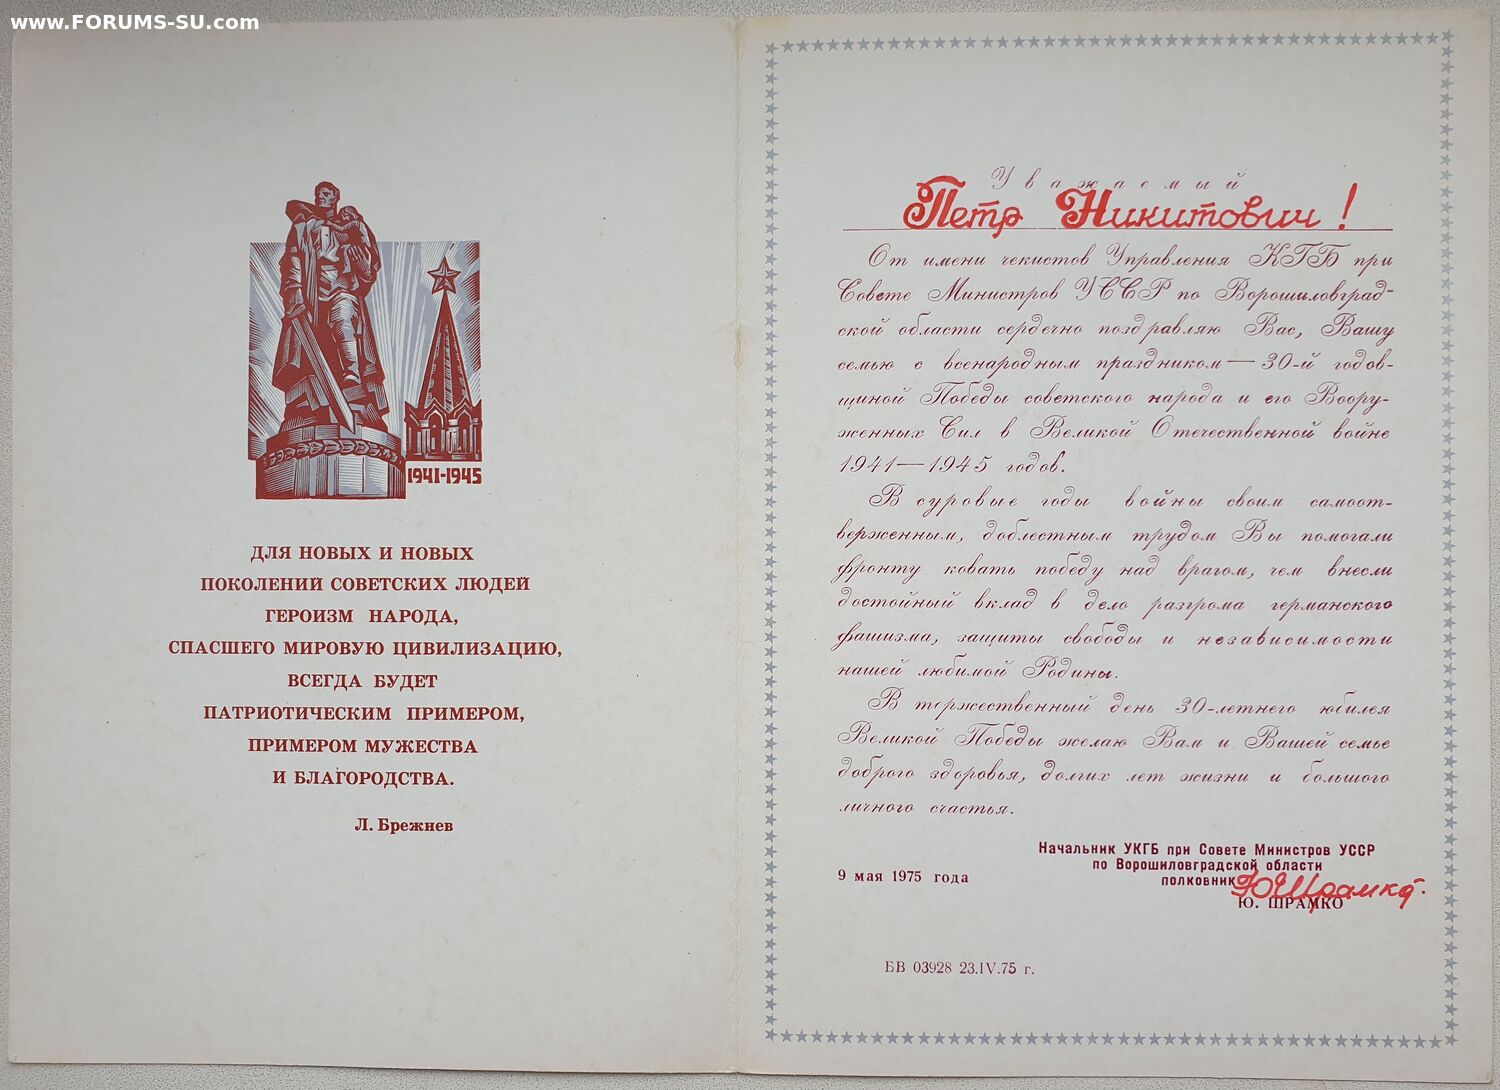 www.FORUMS-SU.com
1941-1945
ДЛЯ НОВЫХ И НОВЫХ
ПОКОЛЕНИЙ СОВЕТСКИХ ЛЮДЕЙ
ГЕРОИЗМ НАРОДА,
СПАСШЕГО МИРОВУЮ ЦИВИЛИЗАЦИЮ,
ВСЕГДА БУДЕТ
ПАТРИОТИЧЕСКИМ ПРИМЕРОМ,
ПРИМЕРОМ МУЖЕСТВА
И БЛАГОРОДСТВА.
Л. Брежнев
Уважаемый
Петр Никитович!
От имени чекистов Управления КГБ при
Совете Министров УССР по Ворошиловград-
ской области сердечно поздравляю Вас, Вашу
семью с всенародным праздником — 30-й годов-
щиной Победы советского народа и его Воору-
женных Сил в Великой Отечественной войне
1941—1945 годов.
В суровые годы войны своим самоот-
верженным, доблестным трудом Вы помогали
фронту ковать победу над врагом, чем внесли
достойный вклад в дело разгрома германского
фашизма, защиты свободы и независимости
нашей любимой Родины.
В торжественный день 30-летнего юбилея
Великой Победы желаю Вам и Вашей семье
доброго здоровья, долгих лет жизни и большого
личного счастья.
Начальник УКГБ при Совете Министров УССР
по Ворошиловградской области
полковник ЮШрамко.
9 мая 1975 года
Ю. ШРАМКО
БВ 03928 23.IV.75 г.